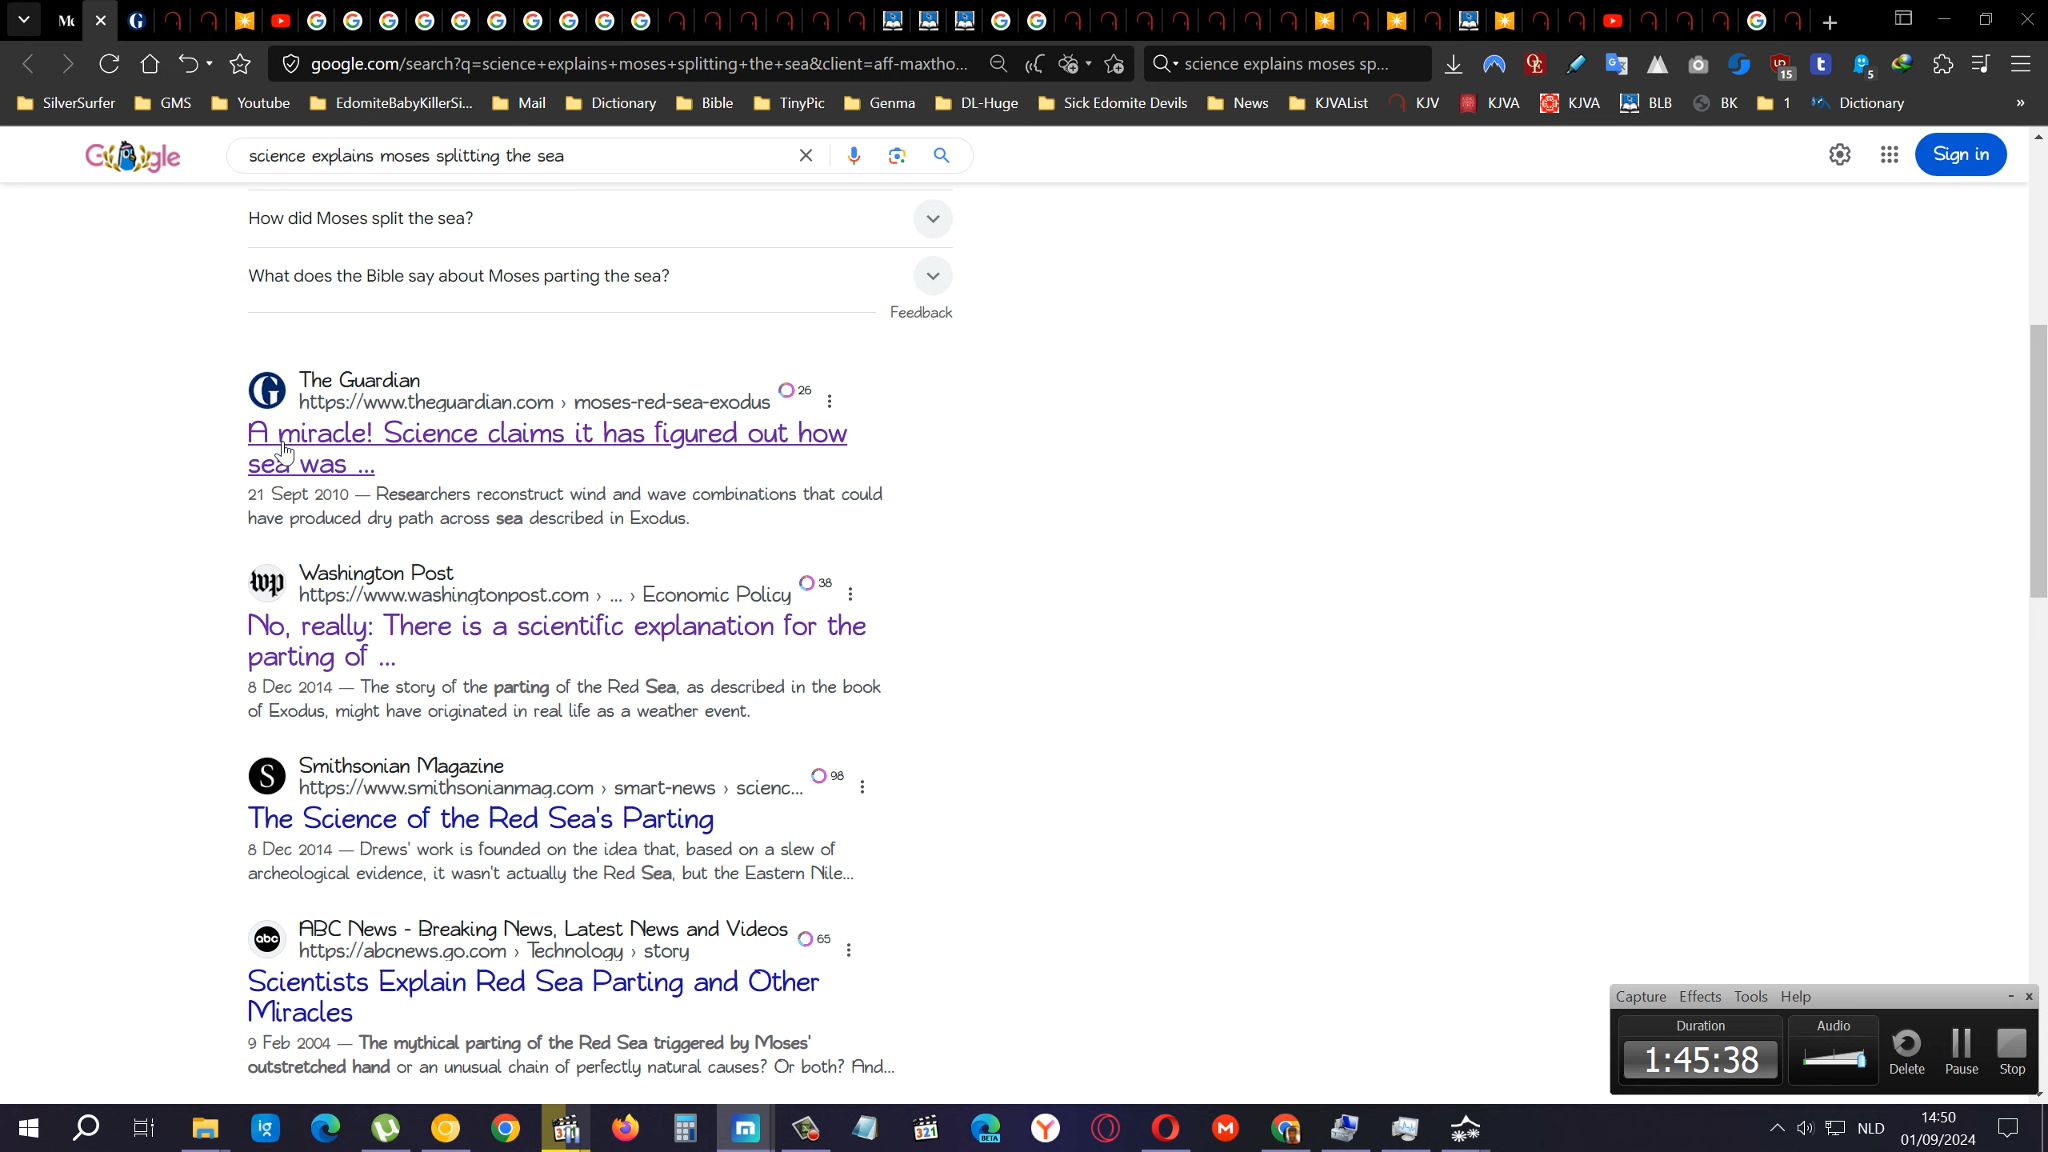 google.com/search?q=science+explains+moses+splitting+the+sea&client=aff-maxtho...
science explains moses sp...
15
5
SilverSurfer
GMS
Youtube
EdomiteBabyKillerSi...
Mail
Dictionary
Bible
TinyPic
Genma
DL-Huge
Sick Edomite Devils
News
KJVAList
KJV
KJVA
KJVA
BLB
BK
1
Dictionary
»
Google
science explains moses splitting the sea
Sign in
How did Moses split the sea?
What does the Bible say about Moses parting the sea?
Feedback
The Guardian
https://www.theguardian.com › moses-red-sea-exodus
26
A miracle! Science claims it has figured out how
sea was ...
21 Sept 2010 — Researchers reconstruct wind and wave combinations that could
have produced dry path across sea described in Exodus.
Washington Post
https://www.washingtonpost.com › ... › Economic Policy
38
No, really: There is a scientific explanation for the
parting of ...
8 Dec 2014 — The story of the parting of the Red Sea, as described in the book
of Exodus, might have originated in real life as a weather event.
Smithsonian Magazine
https://www.smithsonianmag.com › smart-news › scienc...
98
The Science of the Red Sea's Parting
8 Dec 2014 — Drews' work is founded on the idea that, based on a slew of
archeological evidence, it wasn't actually the Red Sea, but the Eastern Nile...
abc
ABC News - Breaking News, Latest News and Videos
https://abcnews.go.com › Technology › story
65
Scientists Explain Red Sea Parting and Other
Miracles
9 Feb 2004 — The mythical parting of the Red Sea triggered by Moses'
outstretched hand or an unusual chain of perfectly natural causes? Or both? And...
Capture Effects Tools Help
Duration
Audio
1:45:38
Delete
Pause
Stop
321
BETA
NLD
14:50
01/09/2024